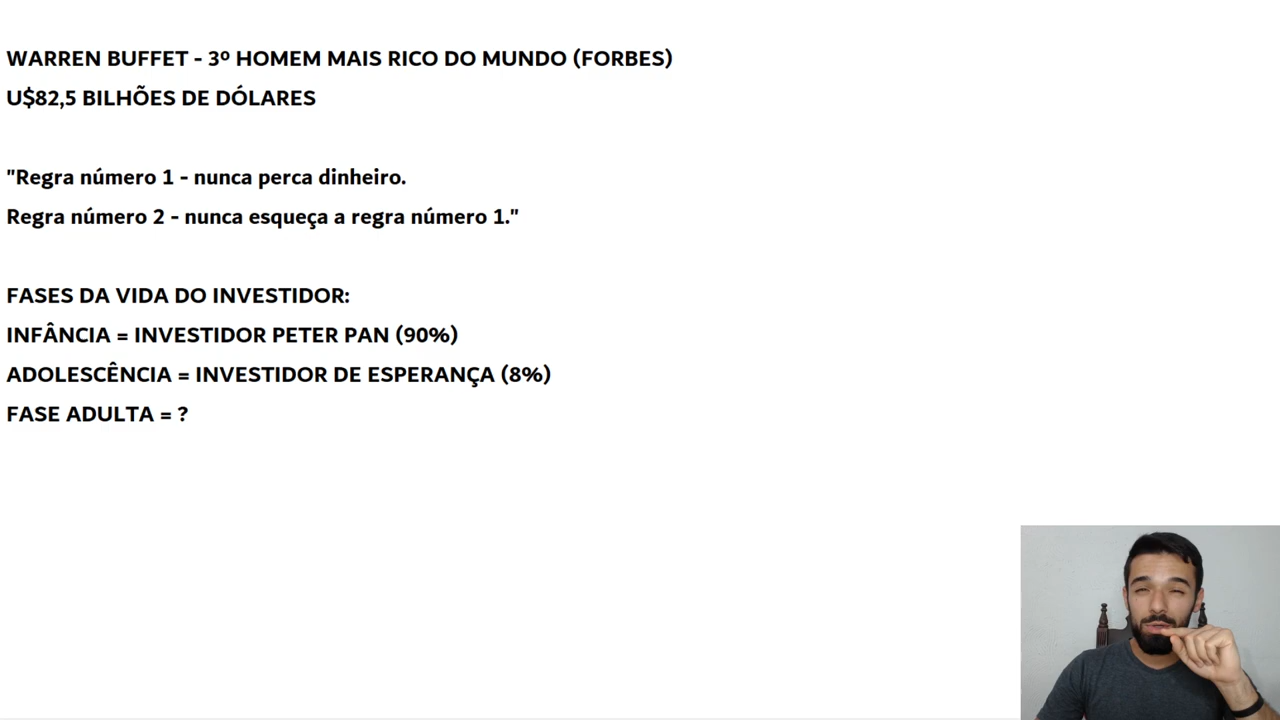 WARREN BUFFET - 3º HOMEM MAIS RICO DO MUNDO (FORBES)
U$82,5 BILHÕES DE DÓLARES
"Regra número 1 - nunca perca dinheiro.
Regra número 2 - nunca esqueça a regra número 1."
FASES DA VIDA DO INVESTIDOR:
INFÂNCIA = INVESTIDOR PETER PAN (90%)
ADOLESCÊNCIA = INVESTIDOR DE ESPERANÇA (8%)
FASE ADULTA = ?